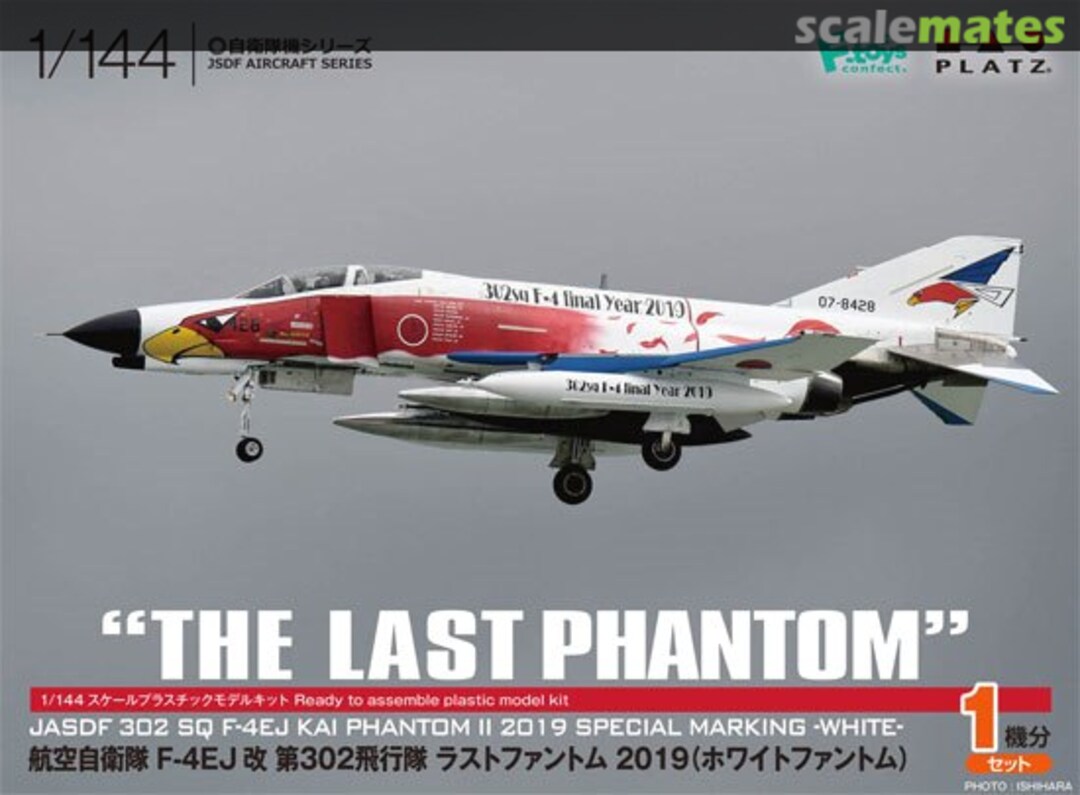 scalemates
1/144
自衛隊機シリーズ
JSDF AIRCRAFT SERIES
F-toys
confect.
PLATZ
302sq F-4 final Year 2019
07-8428
428
302sq F-4 final Year 2019
"THE LAST PHANTOM"
1/144 スケールプラスチックモデルキット Ready to assemble plastic model kit
JASDF 302 SQ F-4EJ KAI PHANTOM II 2019 SPECIAL MARKING -WHITE-
航空自衛隊 F-4EJ 改 第302飛行隊 ラストファントム 2019(ホワイトファントム)
1
機分
セット
PHOTO : ISHIHARA